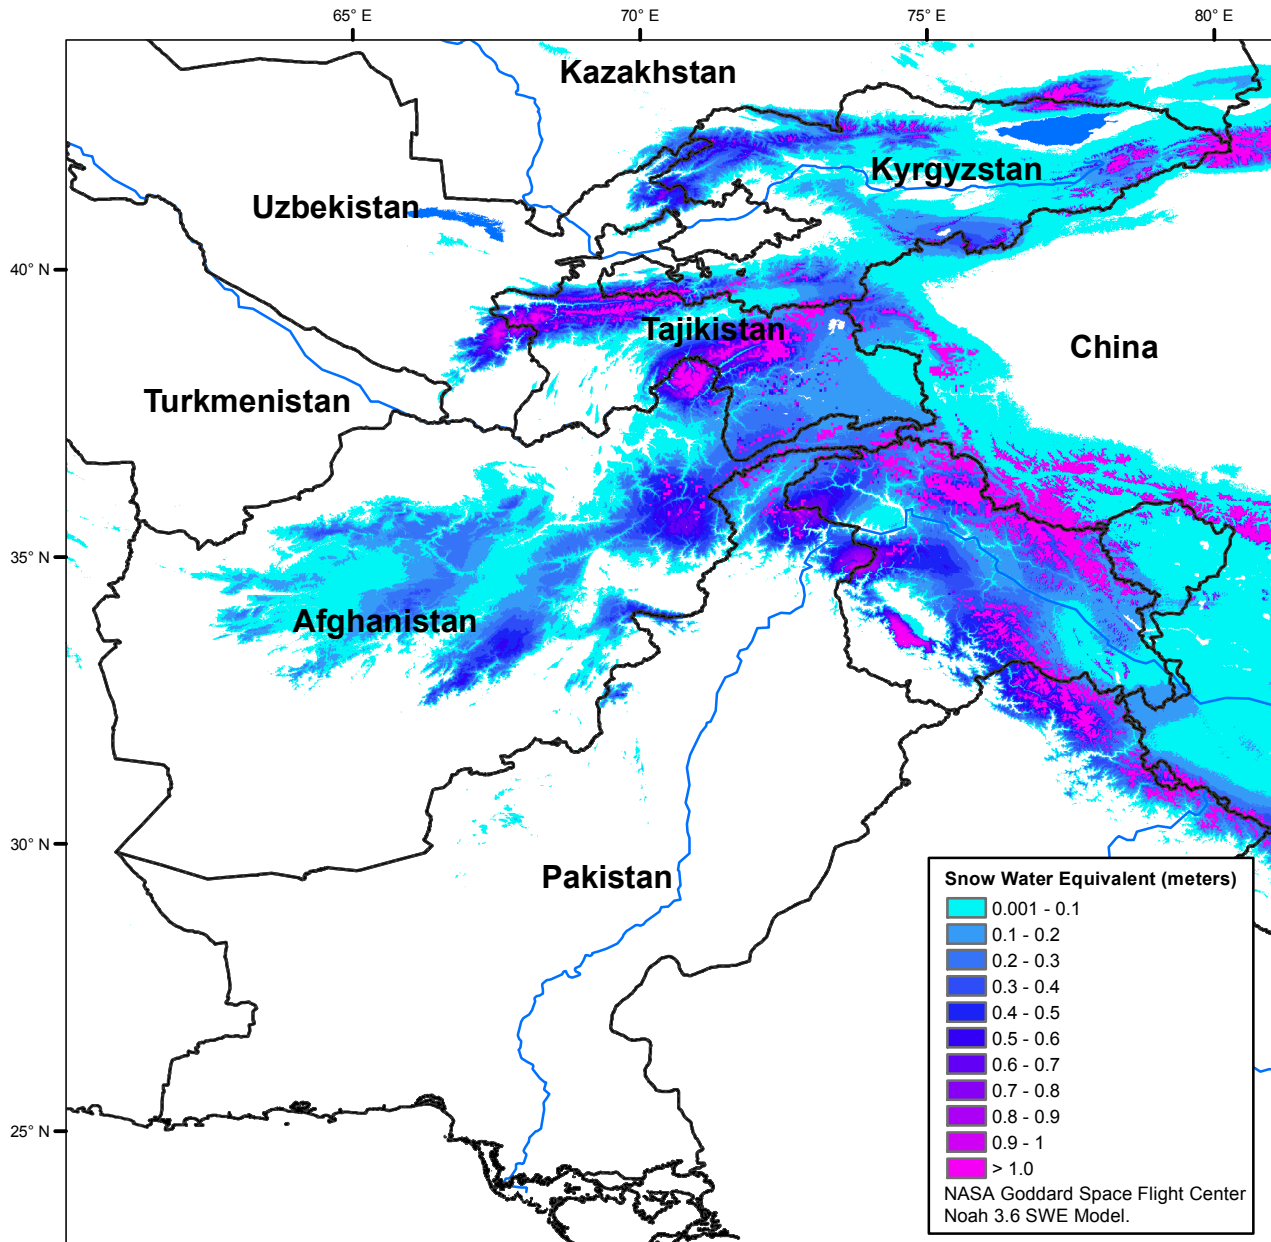 65° E
70° E
75° E
80° E
Kazakhstan
Kyrgyzstan
Uzbekistan
40° N
Tajikistan
China
Turkmenistan
35° N
Afghanistan
30° N
Pakistan
25° N
Snow Water Equivalent (meters)
0.001 - 0.1
0.1 - 0.2
0.2 - 0.3
0.3 - 0.4
0.4 - 0.5
0.5 - 0.6
0.6 - 0.7
0.7 - 0.8
0.8 - 0.9
0.9 - 1
> 1.0
NASA Goddard Space Flight Center
Noah 3.6 SWE Model.